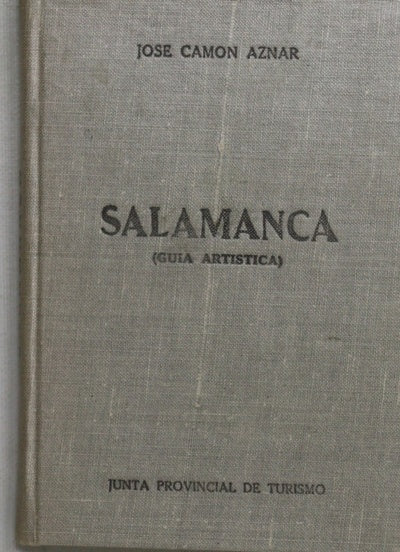 JOSE CAMON AZNAR
SALAMANCA
(GUIA ARTISTICA)
JUNTA PROVINCIAL DE TURISMO